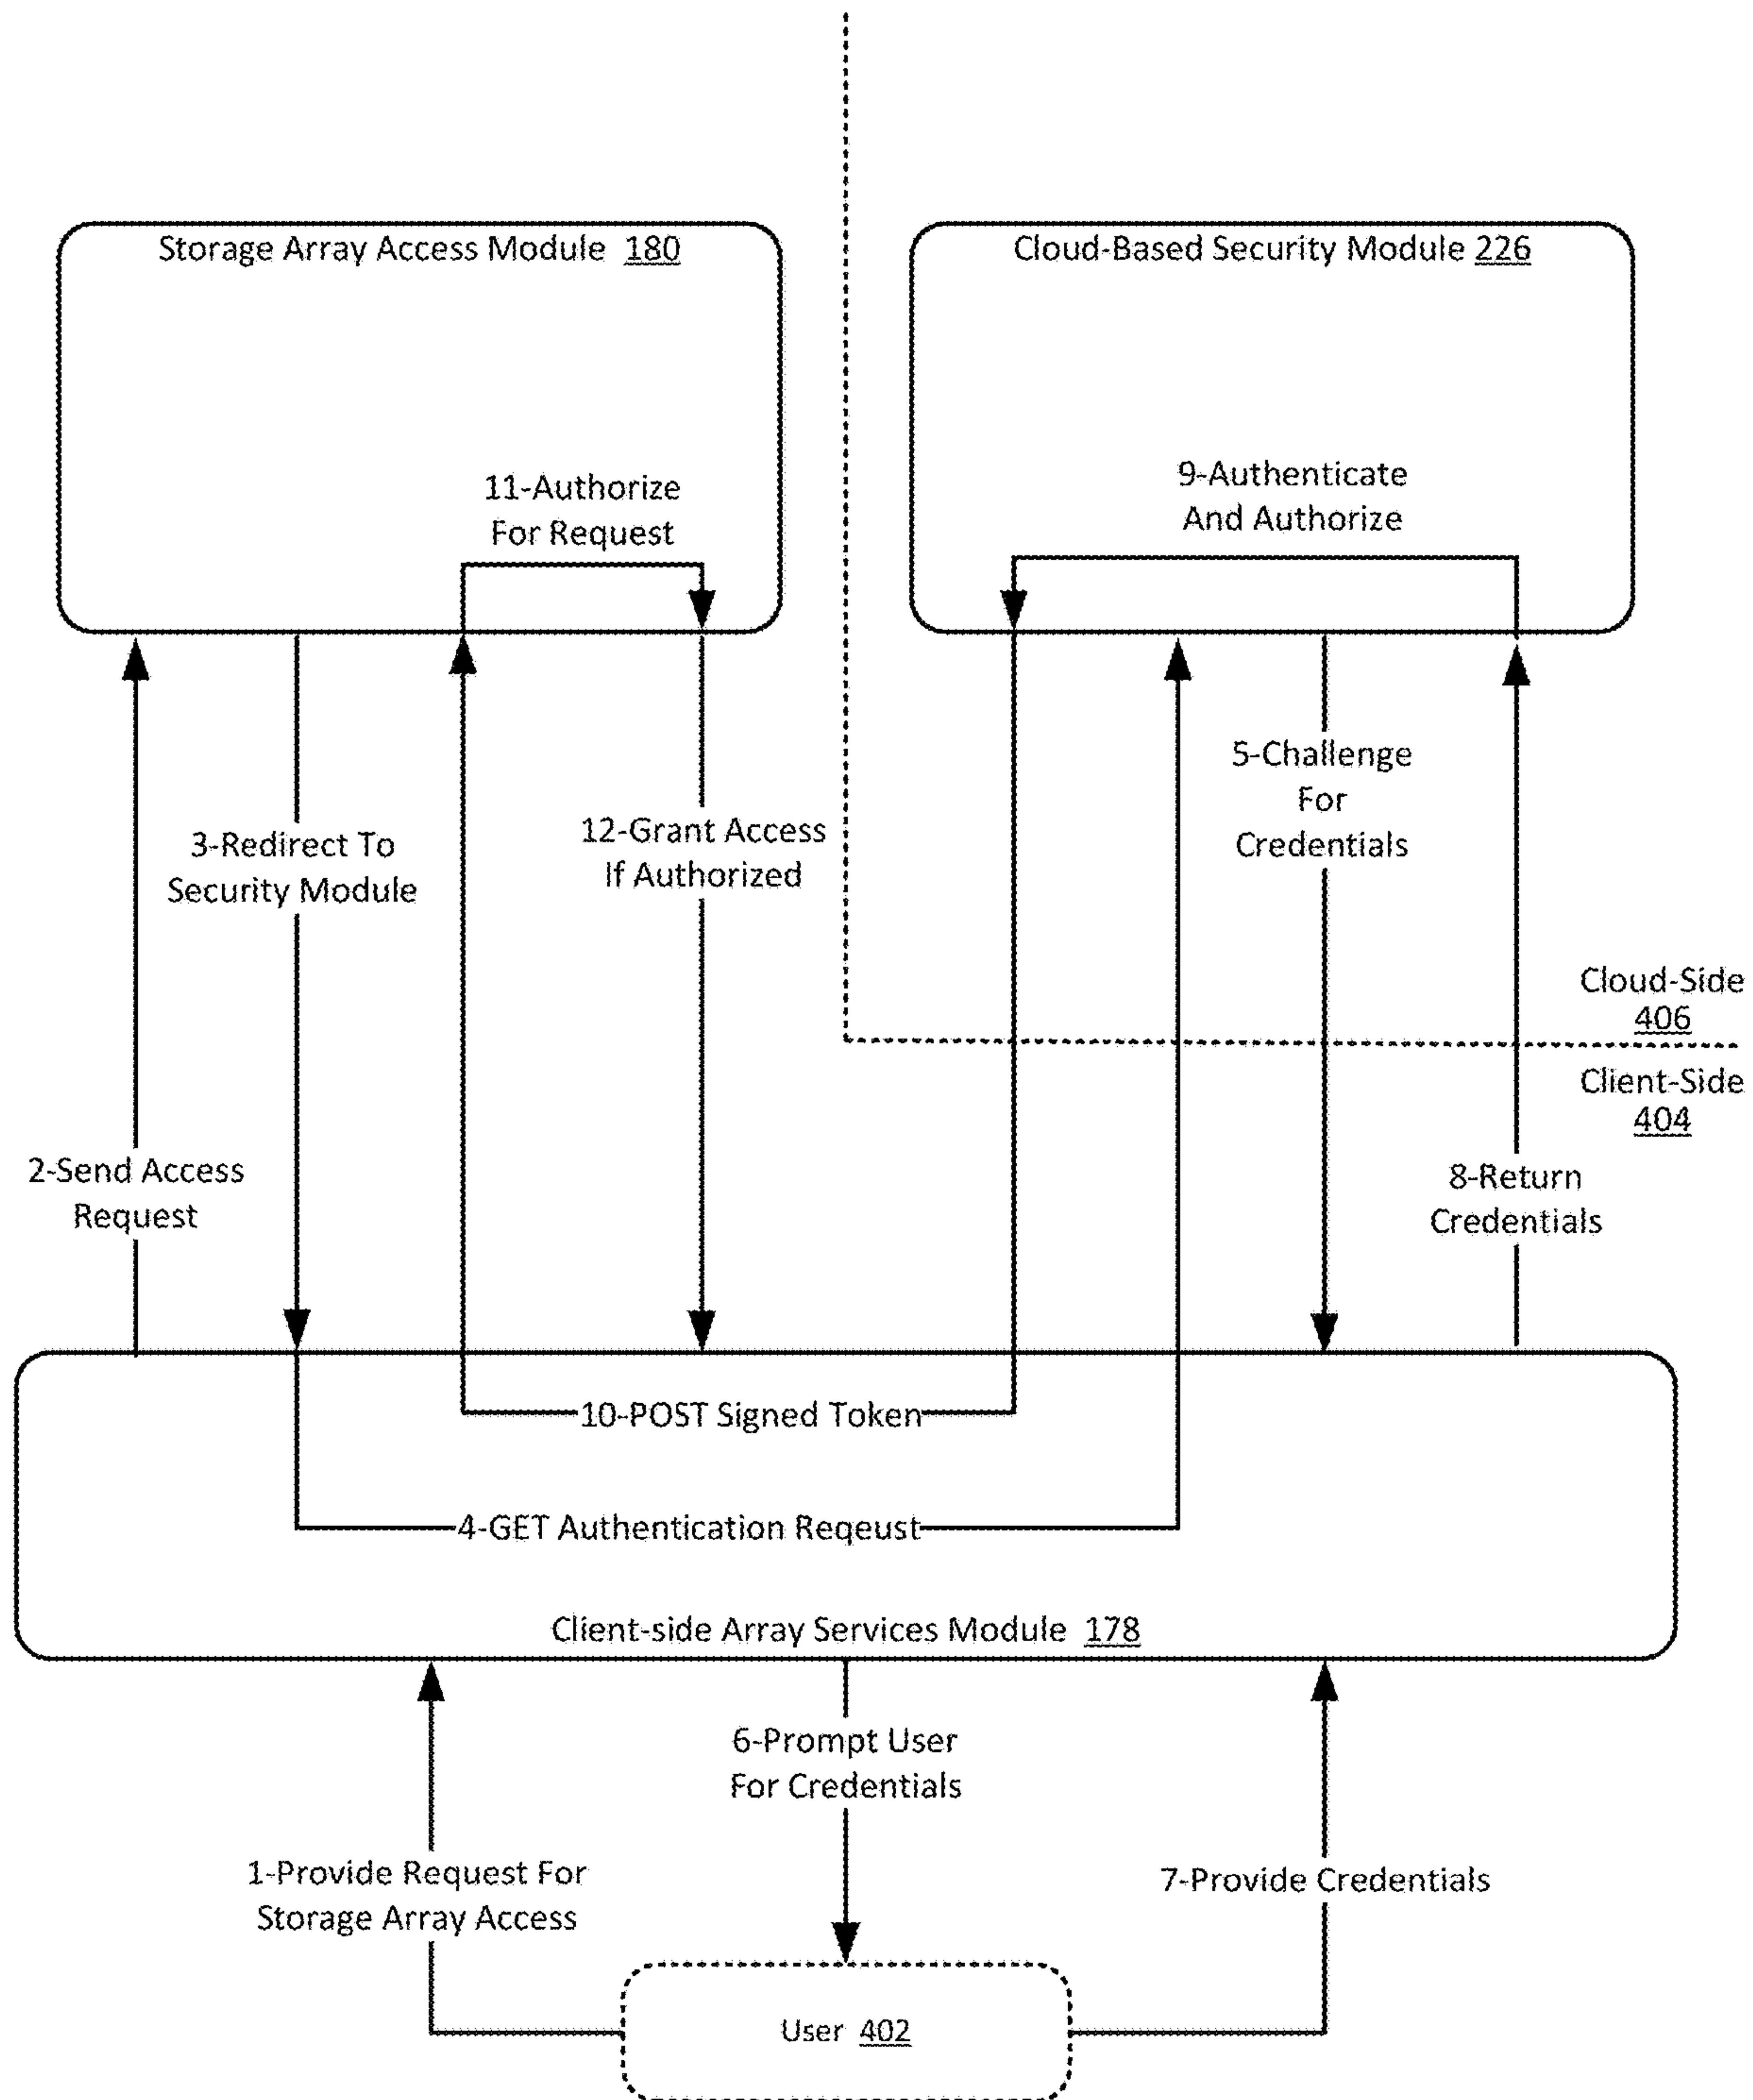 Storage Array Access Module 180
Cloud-Based Security Module 226
11-Authorize
For Request
9-Authenticate
And Authorize
5-Challenge
For
Credentials
3-Redirect To
Security Module
12-Grant Access
If Authorized
Cloud-Side
406
Client-Side
404
2-Send Access
Request
8-Return
Credentials
10-POST Signed Token
4-GET Authentication Reqeust
Client-side Array Services Module 178
6-Prompt User
For Credentials
1-Provide Request For
Storage Array Access
7-Provide Credentials
User 402